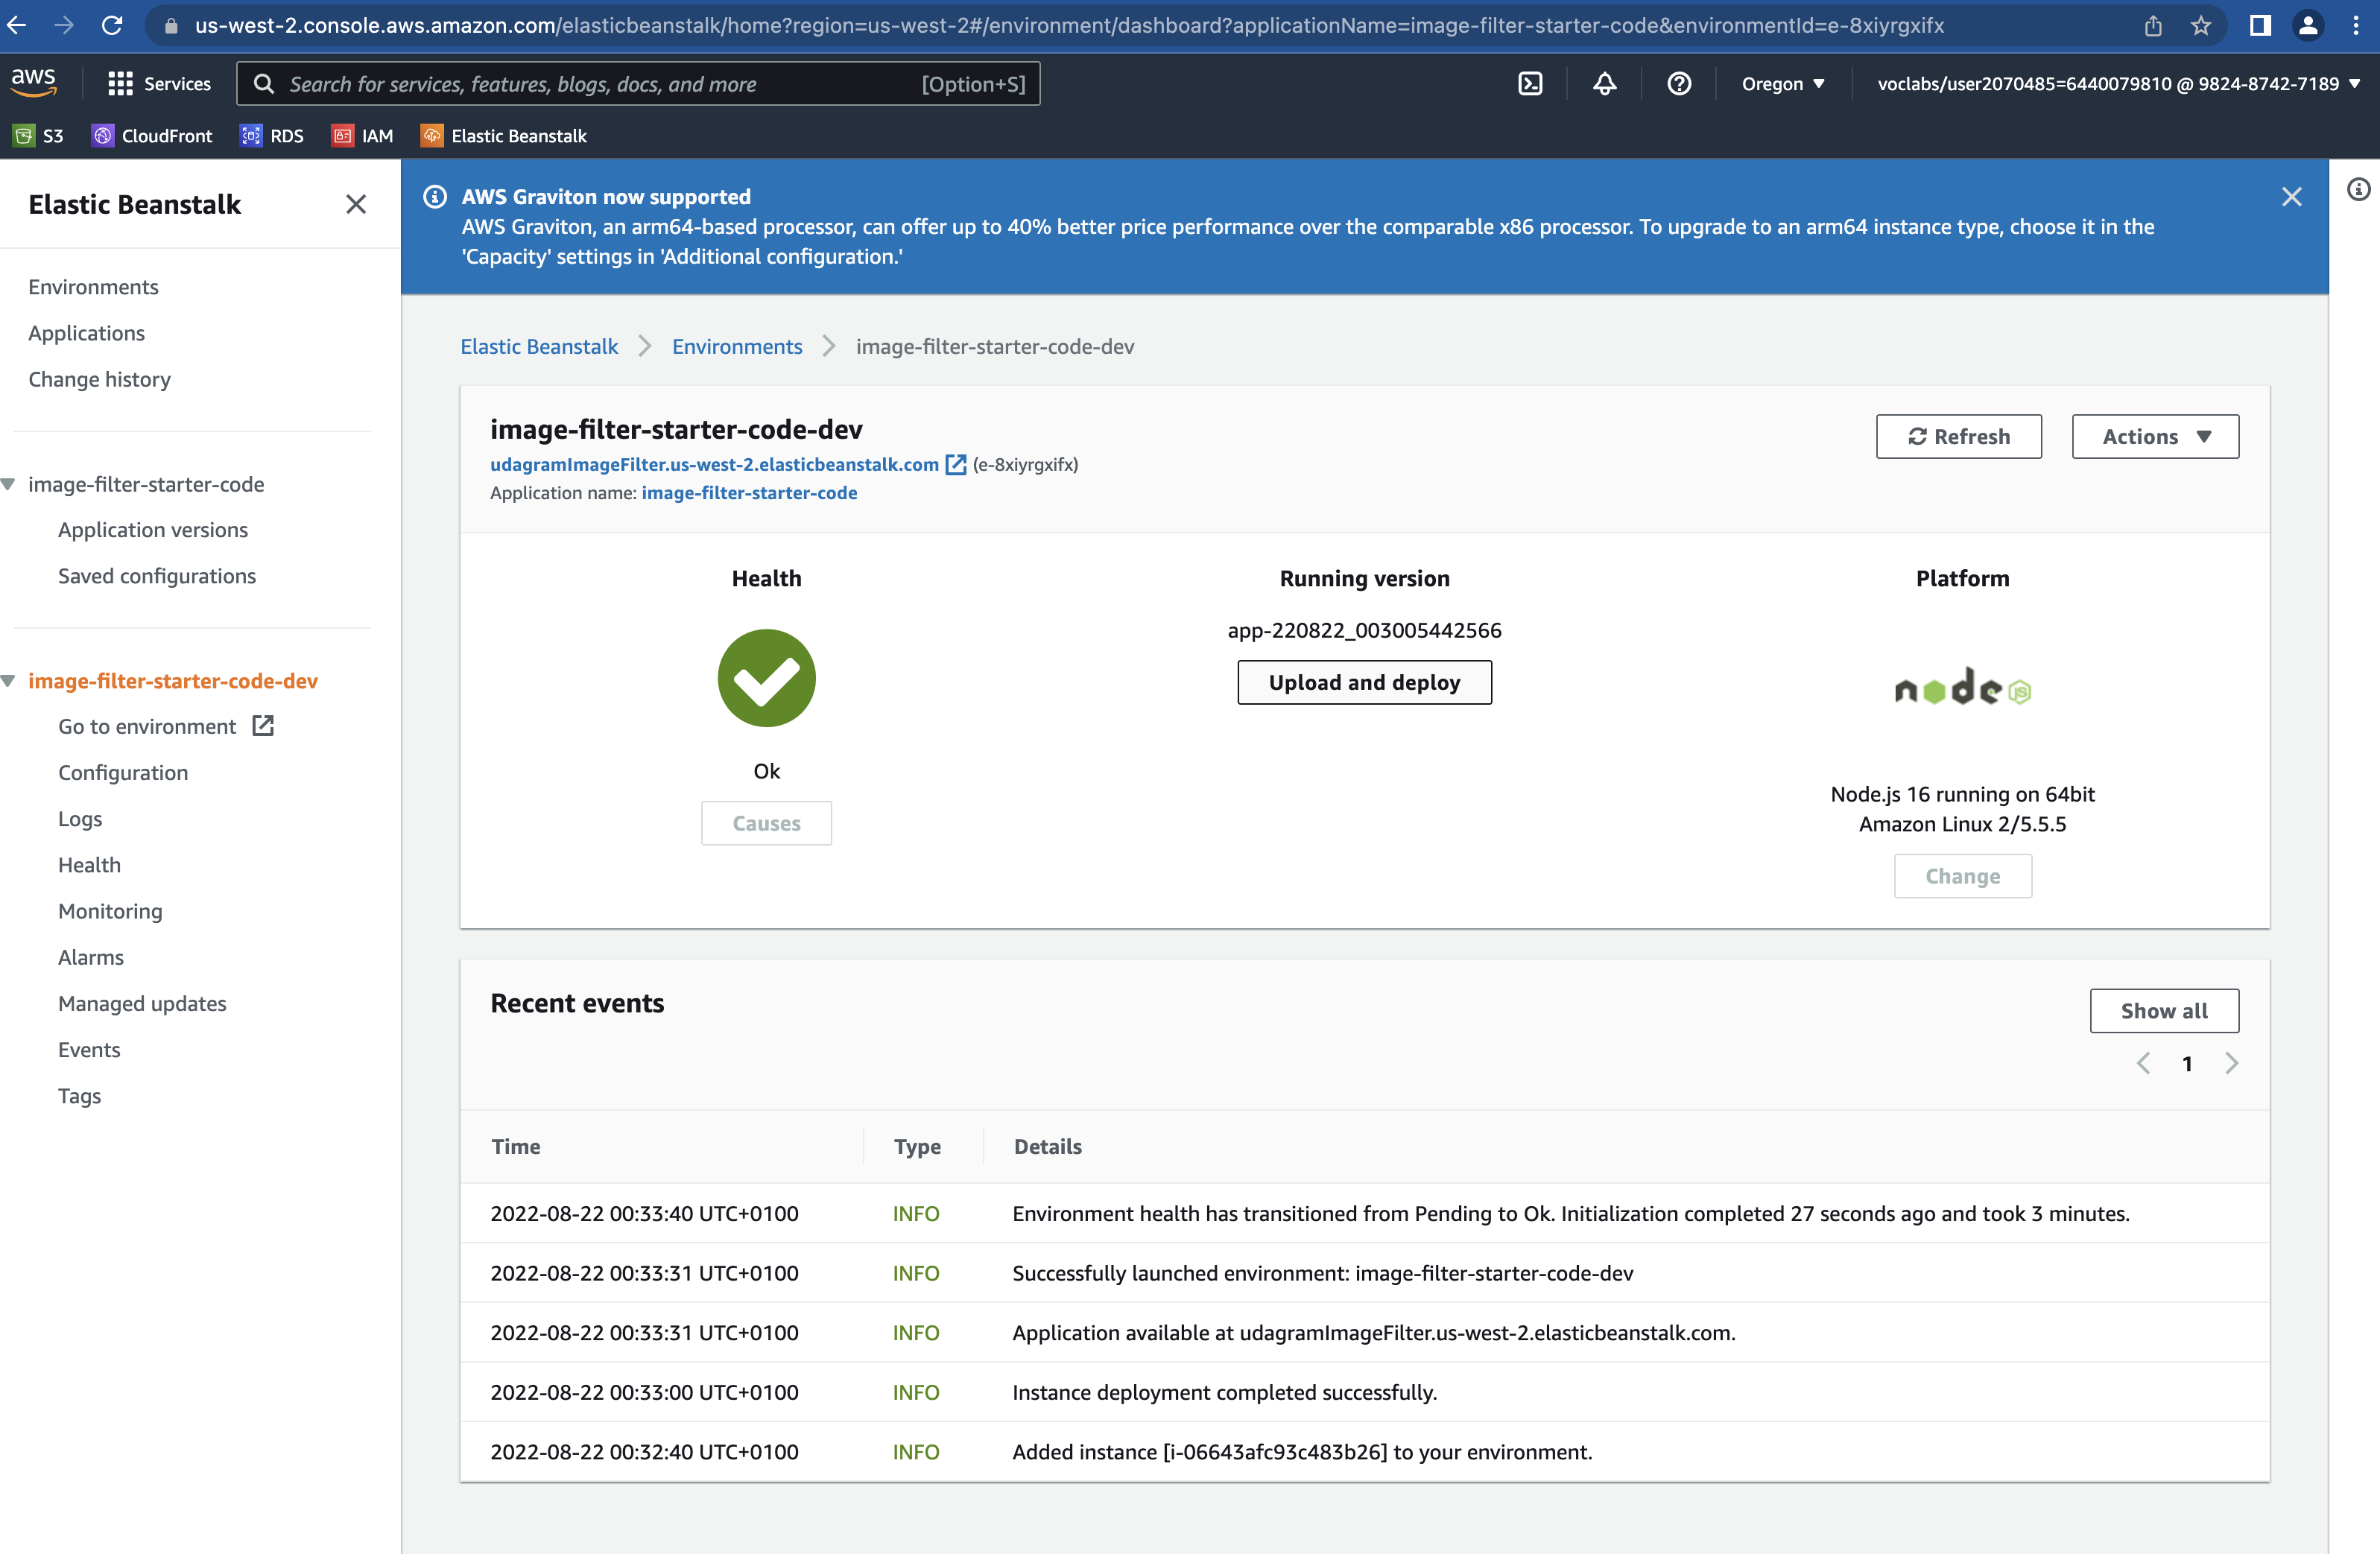 us-west-2.console.aws.amazon.com/elasticbeanstalk/home?region=us-west-2#/environment/dashboard?applicationName=image-filter-starter-code&environmentId=e-8xiyrgxifx
aws
Services
Search for services, features, blogs, docs, and more
[Option+S]
Oregon
voclabs/user2070485=6440079810 @ 9824-8742-7189
S3
CloudFront
RDS
IAM
Elastic Beanstalk
Elastic Beanstalk
Environments
Applications
Change history
image-filter-starter-code
Application versions
Saved configurations
image-filter-starter-code-dev
Go to environment
Configuration
Logs
Health
Monitoring
Alarms
Managed updates
Events
Tags
AWS Graviton now supported
AWS Graviton, an arm64-based processor, can offer up to 40% better price performance over the comparable x86 processor. To upgrade to an arm64 instance type, choose it in the
'Capacity' settings in 'Additional configuration.'
Elastic Beanstalk
Environments
image-filter-starter-code-dev
image-filter-starter-code-dev
udagramImageFilter.us-west-2.elasticbeanstalk.com (e-8xiyrgxifx)
Application name: image-filter-starter-code
Refresh
Actions
Health
Ok
Causes
Running version
app-220822_003005442566
Upload and deploy
Platform
node JS
Node.js 16 running on 64bit
Amazon Linux 2/5.5.5
Change
Recent events
Show all
1
Time Type Details
2022-08-22 00:33:40 UTC+0100 INFO Environment health has transitioned from Pending to Ok. Initialization completed 27 seconds ago and took 3 minutes.
2022-08-22 00:33:31 UTC+0100 INFO Successfully launched environment: image-filter-starter-code-dev
2022-08-22 00:33:31 UTC+0100 INFO Application available at udagramImageFilter.us-west-2.elasticbeanstalk.com.
2022-08-22 00:33:00 UTC+0100 INFO Instance deployment completed successfully.
2022-08-22 00:32:40 UTC+0100 INFO Added instance [i-06643afc93c483b26] to your environment.